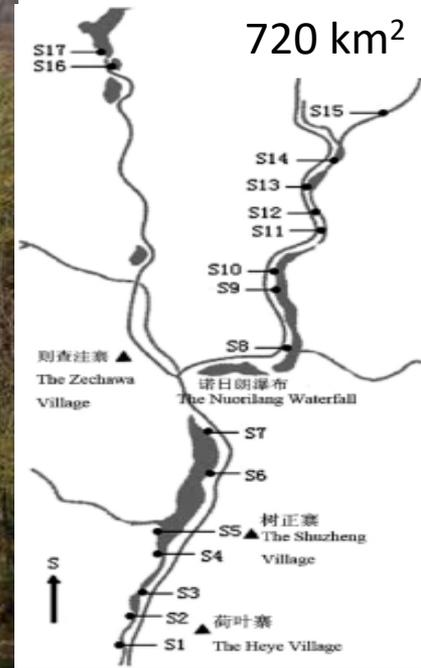 720 km²
S17
S16
S15
S14
S13
S12
S11
S10
S9
S8
则查洼寨
The Zechawa
Village
诺日朗瀑布
The Nuorilang Waterfall
S7
S6
S5
树正寨
The Shuzheng
Village
S4
S
S3
S2
荷叶寨
S1
The Heye Village